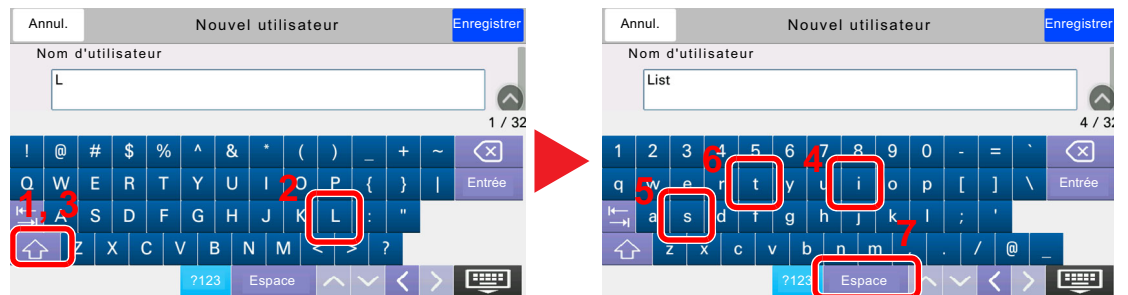 Annul. Nouvel utilisateur Enregistrer
Nom d'utilisateur
L
1 / 32
! @ # $ % ^ & * ( ) _ + ~
Q W E R T Y U I O P { } | Entrée
A S D F G H J K L : "
Z X C V B N M < > ?
?123 Espace
1, 3
2
Annul. Nouvel utilisateur Enregistrer
Nom d'utilisateur
List
4 / 32
1 2 3 4 5 6 7 8 9 0 - = `
q w e r t y u i o p [ ] \ Entrée
a s d f g h j k l ; '
z x c v b n m , . / @ _
?123 Espace
6
4
5
7